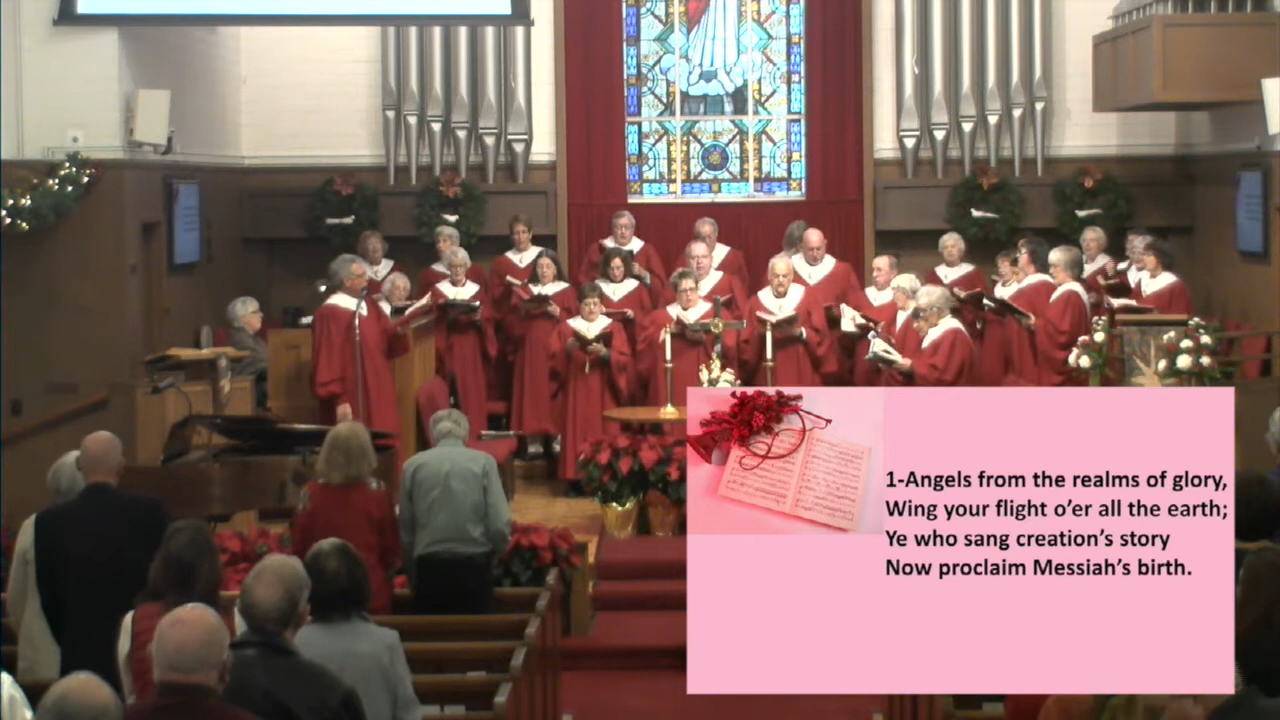 1-Angels from the realms of glory,
Wing your flight o’er all the earth;
Ye who sang creation’s story
Now proclaim Messiah’s birth.